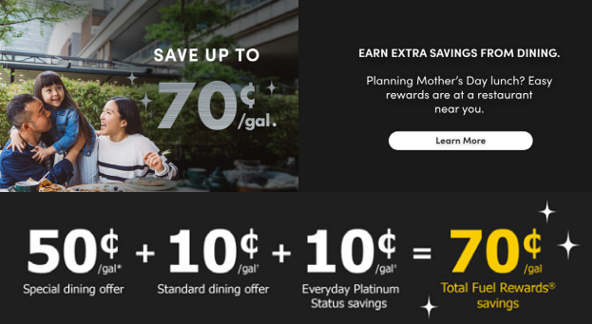 SAVE UP TO
70¢/gal.
EARN EXTRA SAVINGS FROM DINING.
Planning Mother's Day lunch? Easy
rewards are at a restaurant
near you.
Learn More
50¢/gal* + 10¢/gal + 10¢/gal = 70¢/gal
Special dining offer
Standard dining offer
Everyday Platinum
Status savings
Total Fuel Rewards®
savings